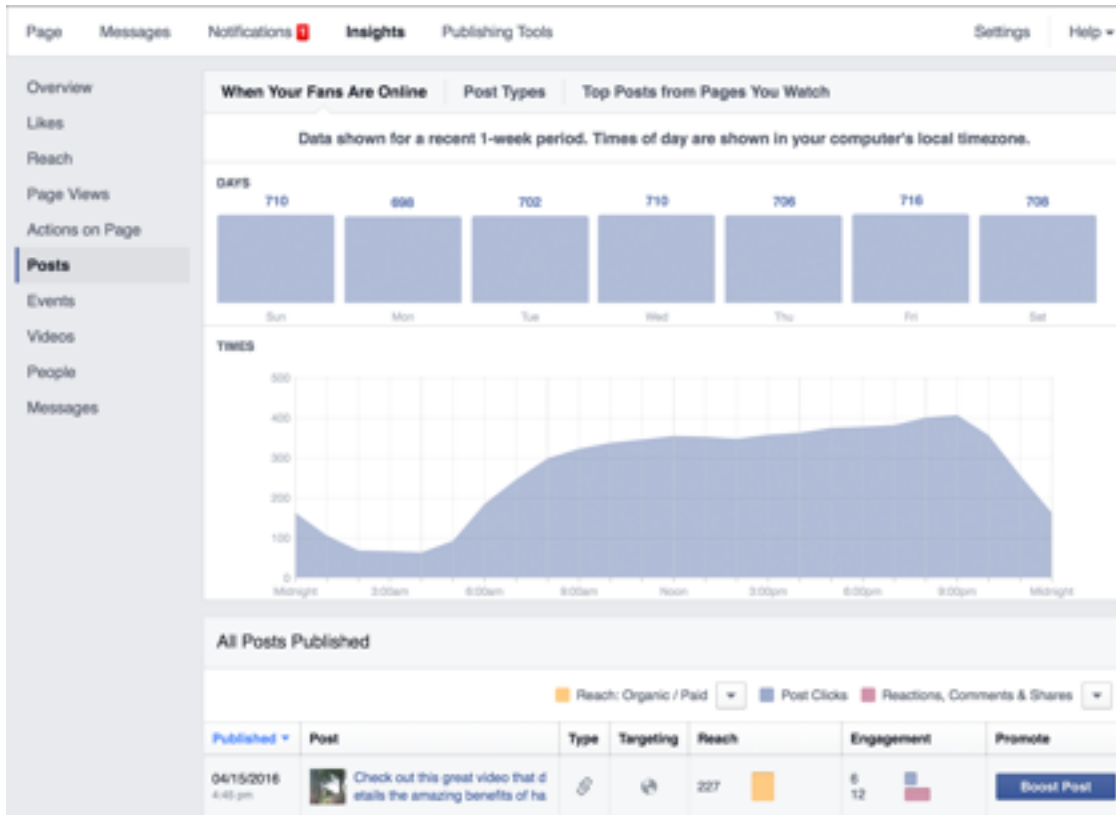 Page Messages Notifications 1 Insights Publishing Tools Settings Help
Overview
Likes
Reach
Page Views
Actions on Page
Posts
Events
Videos
People
Messages
When Your Fans Are Online Post Types Top Posts from Pages You Watch
Data shown for a recent 1-week period. Times of day are shown in your computer's local timezone.
DAYS
710 698 702 710 706 716 708
Sun Mon Tue Wed Thu Fri Sat
TIMES
500
400
300
200
100
0
Midnight 3:00am 6:00am 9:00am Noon 3:00pm 6:00pm 9:00pm Midnight
All Posts Published
Reach: Organic / Paid Post Clicks Reactions, Comments & Shares
Published Post Type Targeting Reach Engagement Promote
04/15/2016 Check out this great video that d 227 6 Boost Post
4:45 pm etails the amazing benefits of ha 12